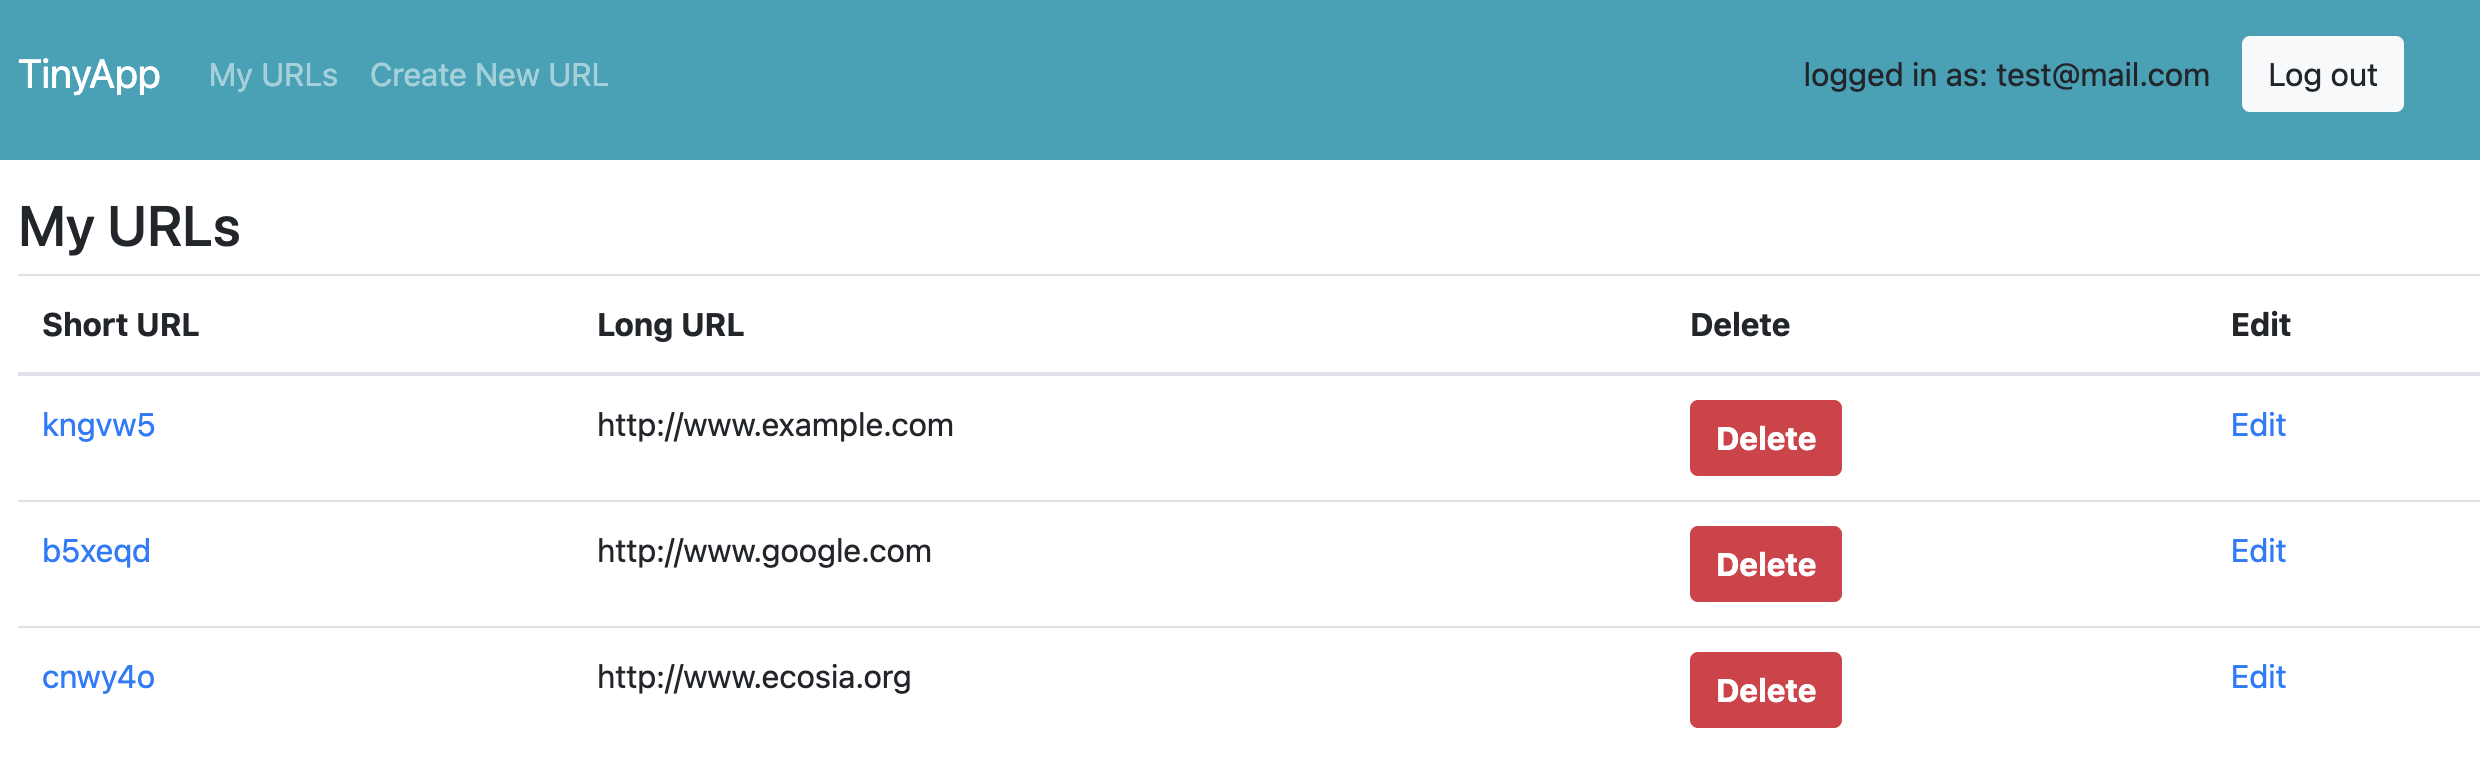 TinyApp My URLs Create New URL logged in as: test@mail.com Log out
My URLs
Short URL Long URL Delete Edit
kngvw5 http://www.example.com Delete Edit
b5xeqd http://www.google.com Delete Edit
cnwy4o http://www.ecosia.org Delete Edit